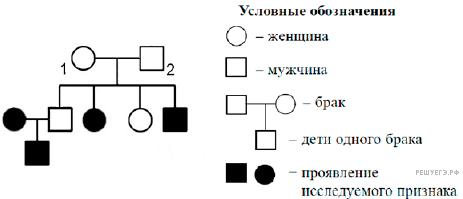 Условные обозначения
– женщина
1
2
– мужчина
– брак
– дети одного брака
– проявление
исследуемого признака
РЕШУЕГЭ.РФ